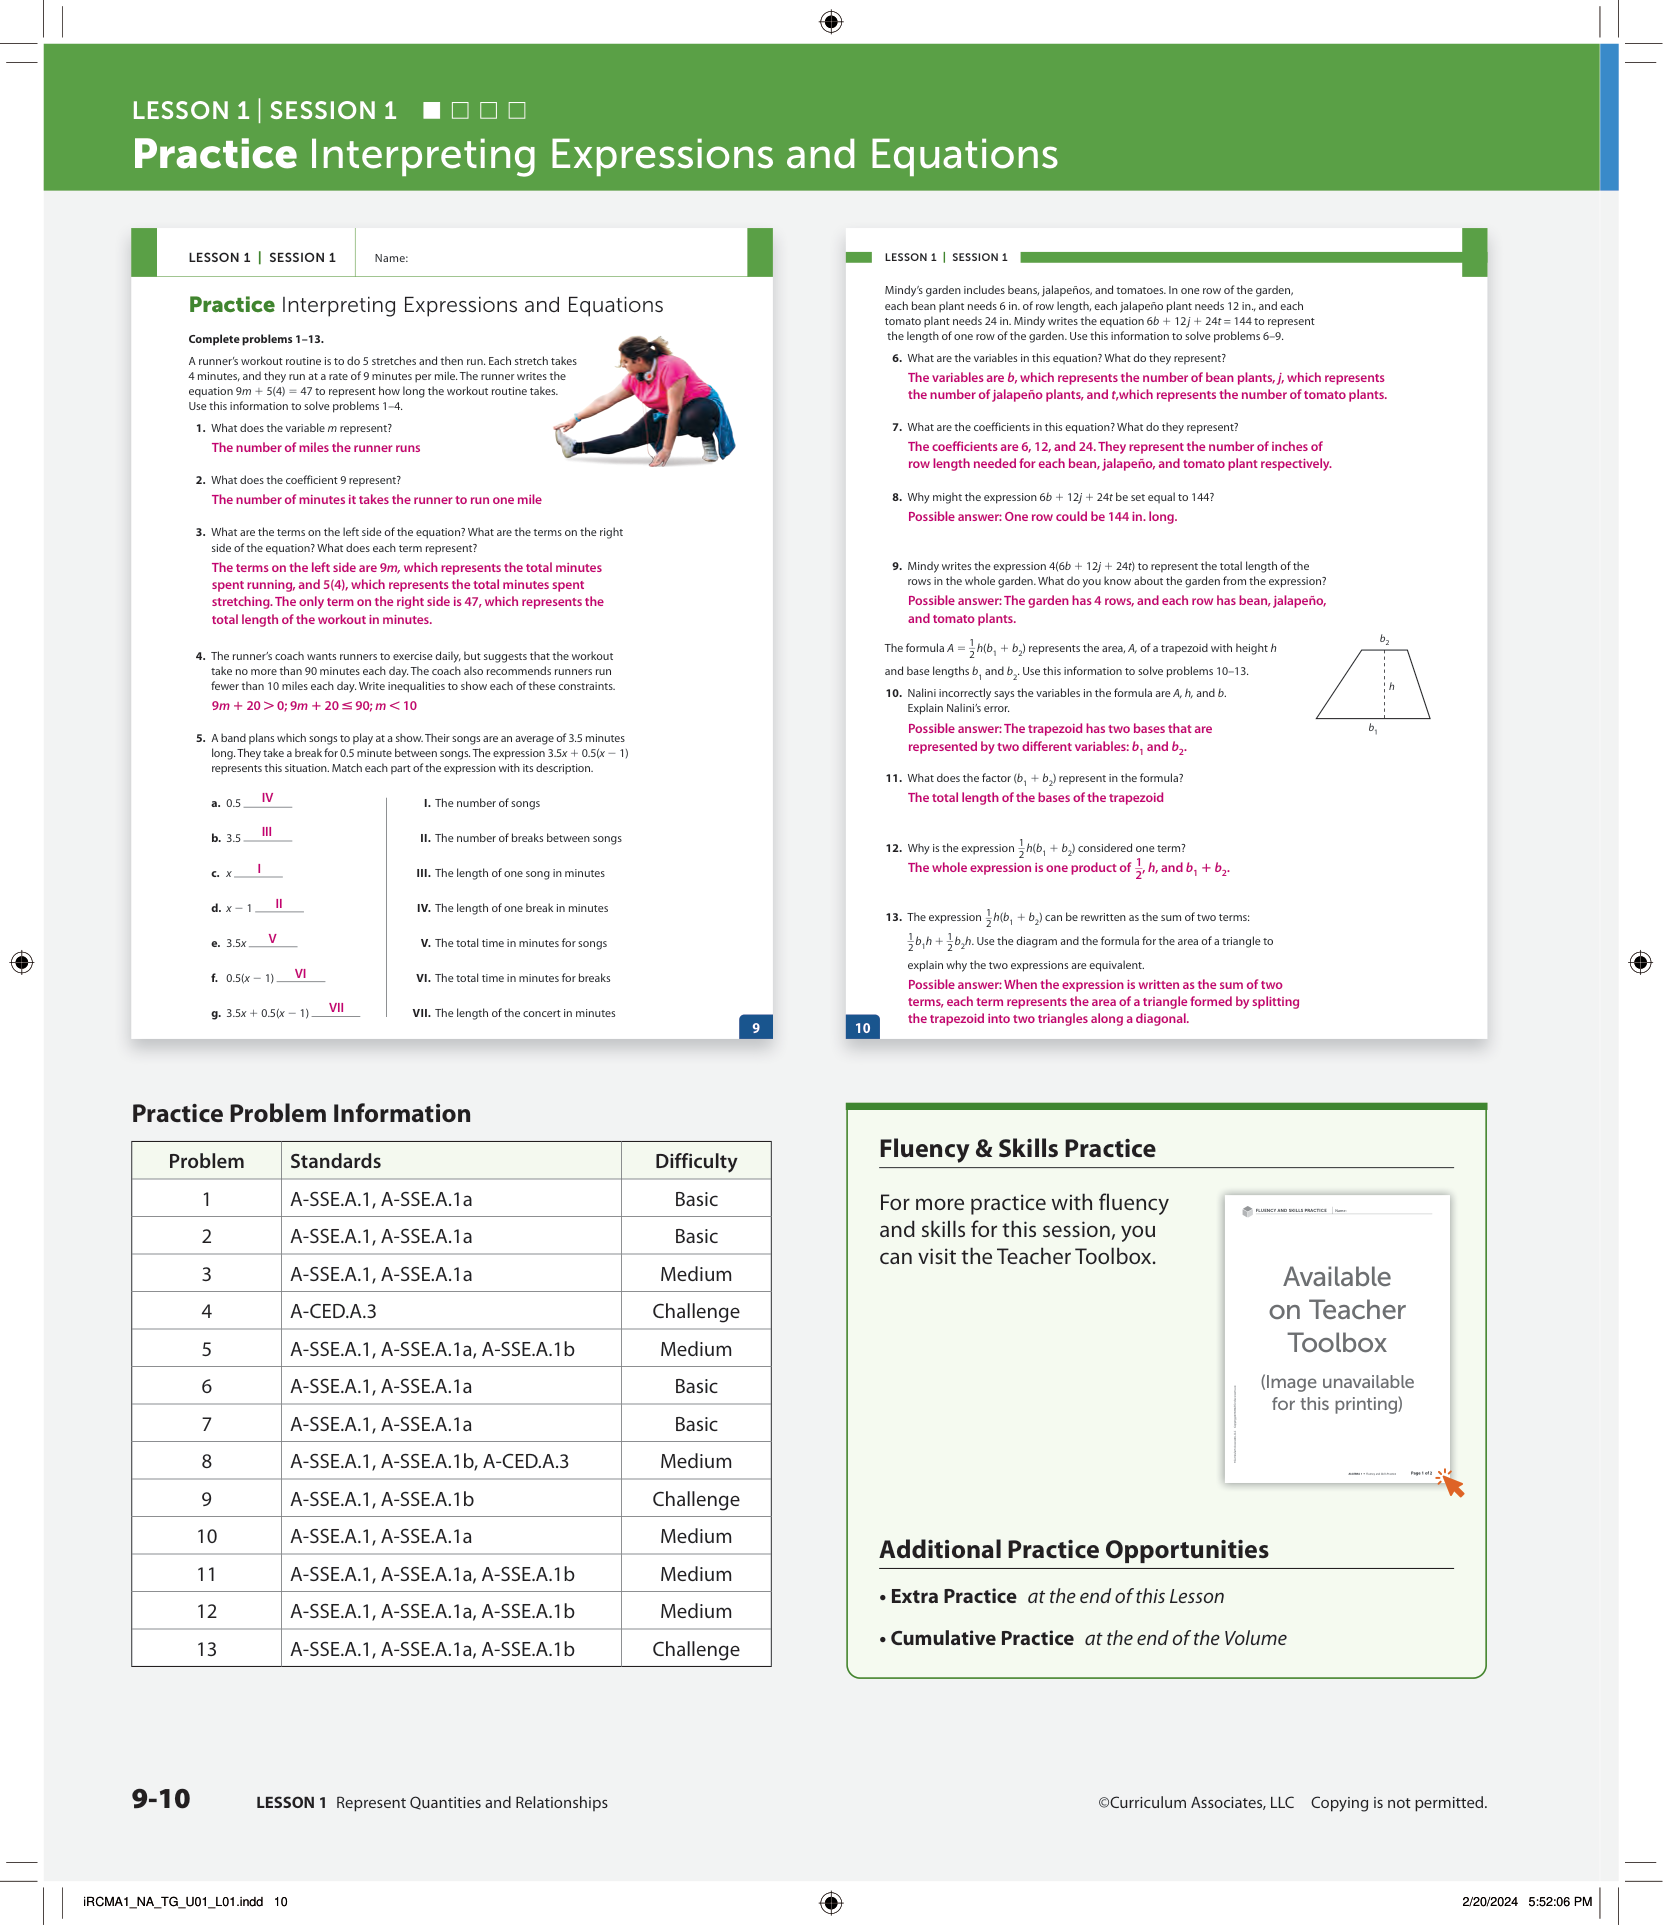 LESSON 1 | SESSION 1
Practice Interpreting Expressions and Equations
LESSON 1 | SESSION 1
Name:
Practice Interpreting Expressions and Equations
Complete problems 1–13.
A runner's workout routine is to do 5 stretches and then run. Each stretch takes
4 minutes, and they run at a rate of 9 minutes per mile. The runner writes the
equation 9m + 5(4) = 47 to represent how long the workout routine takes.
Use this information to solve problems 1–4.
1. What does the variable m represent?
The number of miles the runner runs
2. What does the coefficient 9 represent?
The number of minutes it takes the runner to run one mile
3. What are the terms on the left side of the equation? What are the terms on the right
side of the equation? What does each term represent?
The terms on the left side are 9m, which represents the total minutes
spent running, and 5(4), which represents the total minutes spent
stretching. The only term on the right side is 47, which represents the
total length of the workout in minutes.
4. The runner's coach wants runners to exercise daily, but suggests that the workout
take no more than 90 minutes each day. The coach also recommends runners run
fewer than 10 miles each day. Write inequalities to show each of these constraints.
9m + 20 > 0; 9m + 20 ≤ 90; m < 10
5. A band plans which songs to play at a show. Their songs are an average of 3.5 minutes
long. They take a break for 0.5 minute between songs. The expression 3.5x + 0.5(x − 1)
represents this situation. Match each part of the expression with its description.
a. 0.5 IV
b. 3.5 III
c. x I
d. x − 1 II
e. 3.5x V
f. 0.5(x − 1) VI
g. 3.5x + 0.5(x − 1) VII
I. The number of songs
II. The number of breaks between songs
III. The length of one song in minutes
IV. The length of one break in minutes
V. The total time in minutes for songs
VI. The total time in minutes for breaks
VII. The length of the concert in minutes
9
LESSON 1 | SESSION 1
Mindy's garden includes beans, jalapeños, and tomatoes. In one row of the garden,
each bean plant needs 6 in. of row length, each jalapeño plant needs 12 in., and each
tomato plant needs 24 in. Mindy writes the equation 6b + 12j + 24t = 144 to represent
the length of one row of the garden. Use this information to solve problems 6–9.
6. What are the variables in this equation? What do they represent?
The variables are b, which represents the number of bean plants, j, which represents
the number of jalapeño plants, and t,which represents the number of tomato plants.
7. What are the coefficients in this equation? What do they represent?
The coefficients are 6, 12, and 24. They represent the number of inches of
row length needed for each bean, jalapeño, and tomato plant respectively.
8. Why might the expression 6b + 12j + 24t be set equal to 144?
Possible answer: One row could be 144 in. long.
9. Mindy writes the expression 4(6b + 12j + 24t) to represent the total length of the
rows in the whole garden. What do you know about the garden from the expression?
Possible answer: The garden has 4 rows, and each row has bean, jalapeño,
and tomato plants.
The formula A = 1/2 h(b₁ + b₂) represents the area, A, of a trapezoid with height h
and base lengths b₁ and b₂. Use this information to solve problems 10–13.
b₂
h
b₁
10. Nalini incorrectly says the variables in the formula are A, h, and b.
Explain Nalini's error.
Possible answer: The trapezoid has two bases that are
represented by two different variables: b₁ and b₂.
11. What does the factor (b₁ + b₂) represent in the formula?
The total length of the bases of the trapezoid
12. Why is the expression 1/2 h(b₁ + b₂) considered one term?
The whole expression is one product of 1/2, h, and b₁ + b₂.
13. The expression 1/2 h(b₁ + b₂) can be rewritten as the sum of two terms:
1/2 b₁h + 1/2 b₂h. Use the diagram and the formula for the area of a triangle to
explain why the two expressions are equivalent.
Possible answer: When the expression is written as the sum of two
terms, each term represents the area of a triangle formed by splitting
the trapezoid into two triangles along a diagonal.
10
Practice Problem Information
Problem Standards Difficulty
1 A-SSE.A.1, A-SSE.A.1a Basic
2 A-SSE.A.1, A-SSE.A.1a Basic
3 A-SSE.A.1, A-SSE.A.1a Medium
4 A-CED.A.3 Challenge
5 A-SSE.A.1, A-SSE.A.1a, A-SSE.A.1b Medium
6 A-SSE.A.1, A-SSE.A.1a Basic
7 A-SSE.A.1, A-SSE.A.1a Basic
8 A-SSE.A.1, A-SSE.A.1b, A-CED.A.3 Medium
9 A-SSE.A.1, A-SSE.A.1b Challenge
10 A-SSE.A.1, A-SSE.A.1a Medium
11 A-SSE.A.1, A-SSE.A.1a, A-SSE.A.1b Medium
12 A-SSE.A.1, A-SSE.A.1a, A-SSE.A.1b Medium
13 A-SSE.A.1, A-SSE.A.1a, A-SSE.A.1b Challenge
Fluency & Skills Practice
For more practice with fluency
and skills for this session, you
can visit the Teacher Toolbox.
FLUENCY AND SKILLS PRACTICE | Name:
Available
on Teacher
Toolbox
(Image unavailable
for this printing)
Page 1 of 2
Additional Practice Opportunities
• Extra Practice at the end of this Lesson
• Cumulative Practice at the end of the Volume
9-10
LESSON 1 Represent Quantities and Relationships
©Curriculum Associates, LLC Copying is not permitted.
iRCMA1_NA_TG_U01_L01.indd 10
2/20/2024 5:52:06 PM